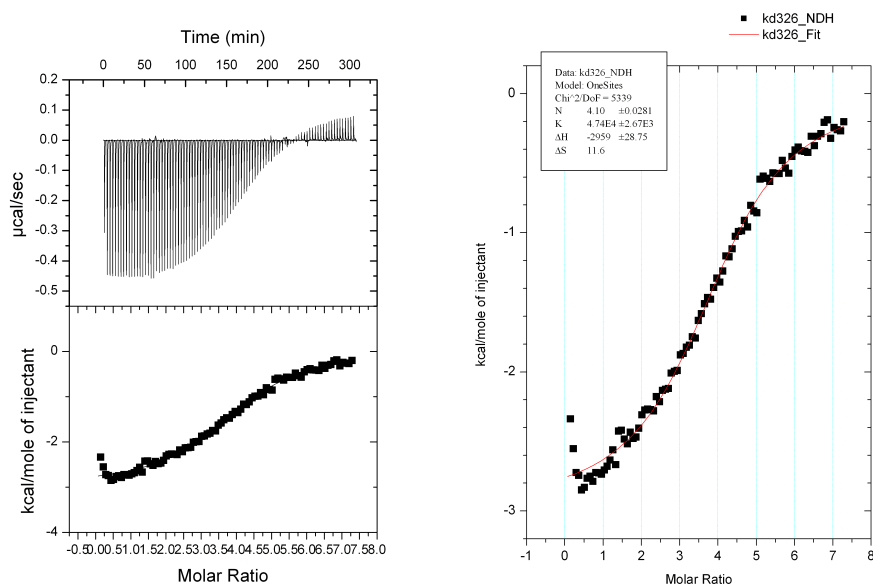 Time (min)
0 50 100 150 200 250 300
0.2
0.1
0.0
-0.1
-0.2
-0.3
-0.4
-0.5
µcal/sec
0
-2
-4
kcal/mole of injectant
-0.50.00.51.01.52.02.53.03.54.04.55.05.56.06.57.07.58.0
Molar Ratio
kd326_NDH
kd326_Fit
Data: kd326_NDH
Model: OneSites
Chi^2/DoF = 5339
N 4.10 ±0.0281
K 4.74E4 ±2.67E3
ΔH -2959 ±28.75
ΔS 11.6
0
-1
-2
-3
kcal/mole of injectant
-1 0 1 2 3 4 5 6 7 8
Molar Ratio